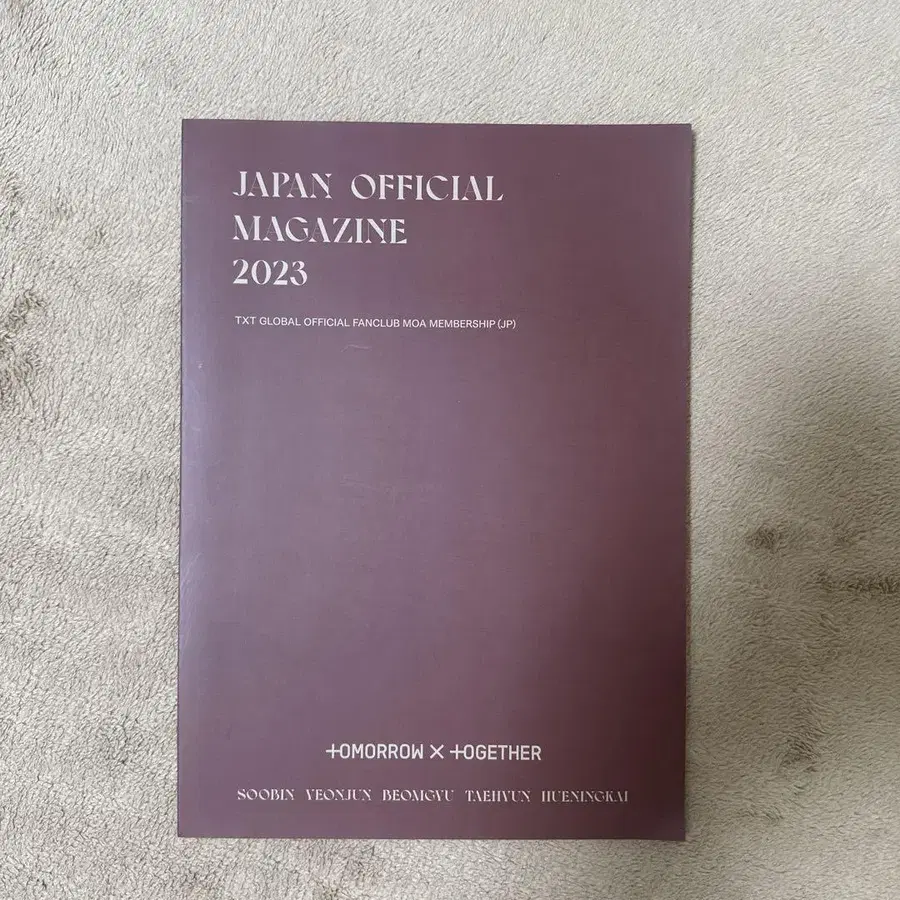 JAPAN OFFICIAL
MAGAZINE
2023
TXT GLOBAL OFFICIAL FANCLUB MOA MEMBERSHIP (JP)
TOMORROW X TOGETHER
SOOBIN YEONJUN BEOMGYU TAEHYUN HUENINGKAI